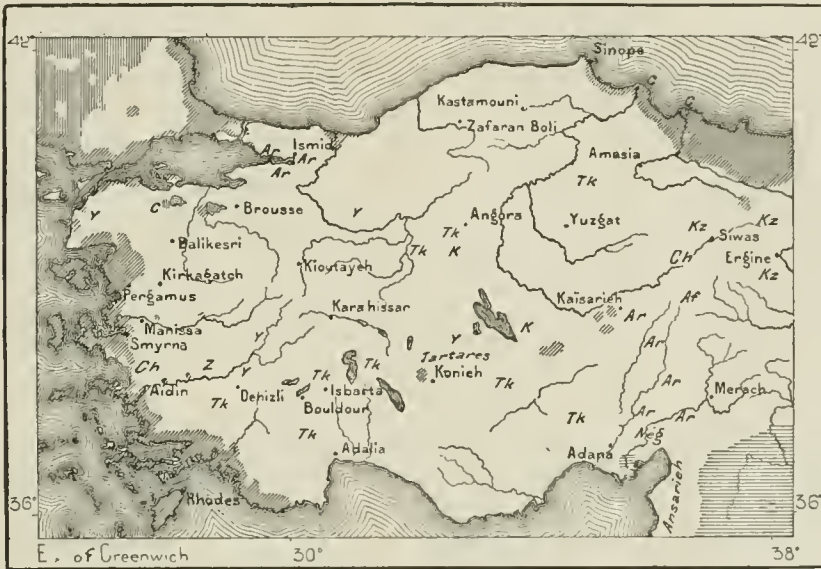 42° 42°
Sinope
C
C
Kastamouni
Zafaran Boli
Ismid
Ar Ar
Ar
Amasia
Tk
C
Brousse
Y
Y
Tk
Angora
Yuzgat
Kz
Kz
Siwas
Balikesri
Tk
K
Ch
Ergine
Kz
Kirkagatch
Kioutayeh
Pergamus
Kaïsarieh
Ar
Af
Karahissar
Manissa
Smyrna
Y
Y
K
Tartares
Ar
Ch
Z
Y
Tk
Tk
Konieh
Tk
Ar
Aidin
Denizli
Isbarta
Merach
Tk
Bouldour
Ar
Ar
Tk
Tk
Neg
Adalia
Adana
36° 36°
Rhodes
Ansarieh
E. of Greenwich 30° 38°